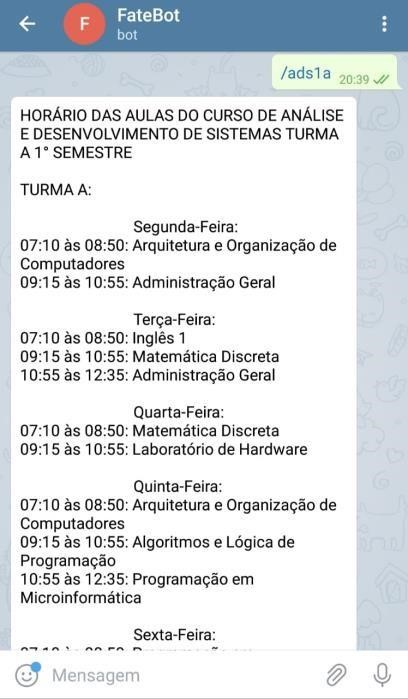 FateBot
F
bot
/ads1a 20:39
HORÁRIO DAS AULAS DO CURSO DE ANÁLISE
E DESENVOLVIMENTO DE SISTEMAS TURMA
A 1° SEMESTRE
TURMA A:
Segunda-Feira:
07:10 às 08:50: Arquitetura e Organização de
Computadores
09:15 às 10:55: Administração Geral
Terça-Feira:
07:10 às 08:50: Inglês 1
09:15 às 10:55: Matemática Discreta
10:55 às 12:35: Administração Geral
Quarta-Feira:
07:10 às 08:50: Matemática Discreta
09:15 às 10:55: Laboratório de Hardware
Quinta-Feira:
07:10 às 08:50: Arquitetura e Organização de
Computadores
09:15 às 10:55: Algoritmos e Lógica de
Programação
10:55 às 12:35: Programação em
Microinformática
Sexta-Feira:
Mensagem